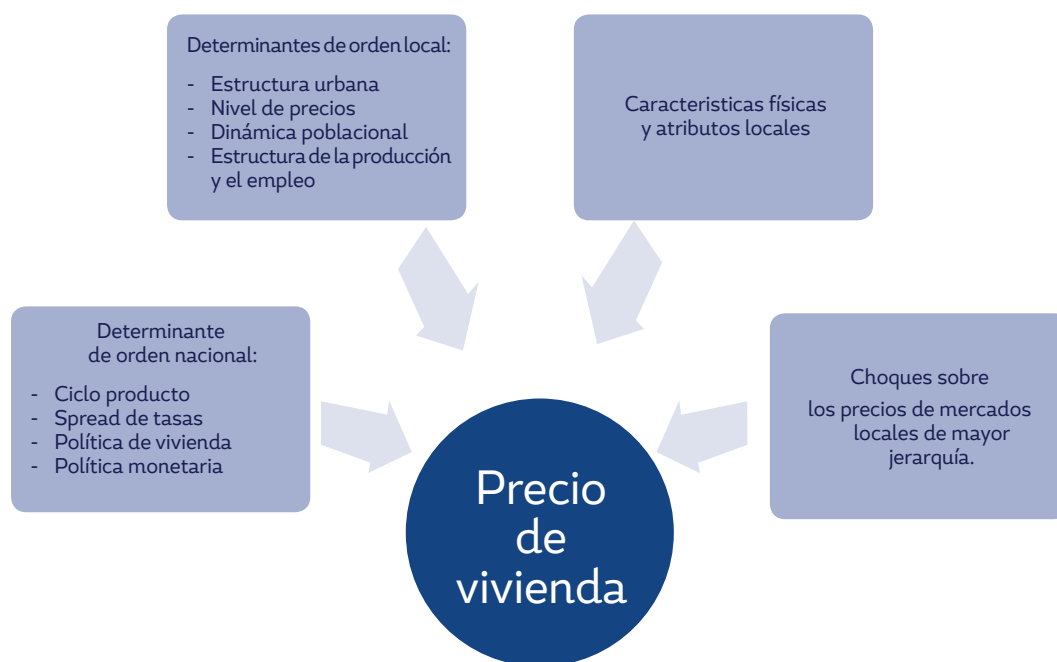 Determinantes de orden local:
- Estructura urbana
- Nivel de precios
- Dinámica poblacional
- Estructura de la producción
y el empleo
Caracteristicas físicas
y atributos locales
Determinante
de orden nacional:
- Ciclo producto
- Spread de tasas
- Política de vivienda
- Política monetaria
Choques sobre
los precios de mercados
locales de mayor
jerarquía.
Precio
de
vivienda